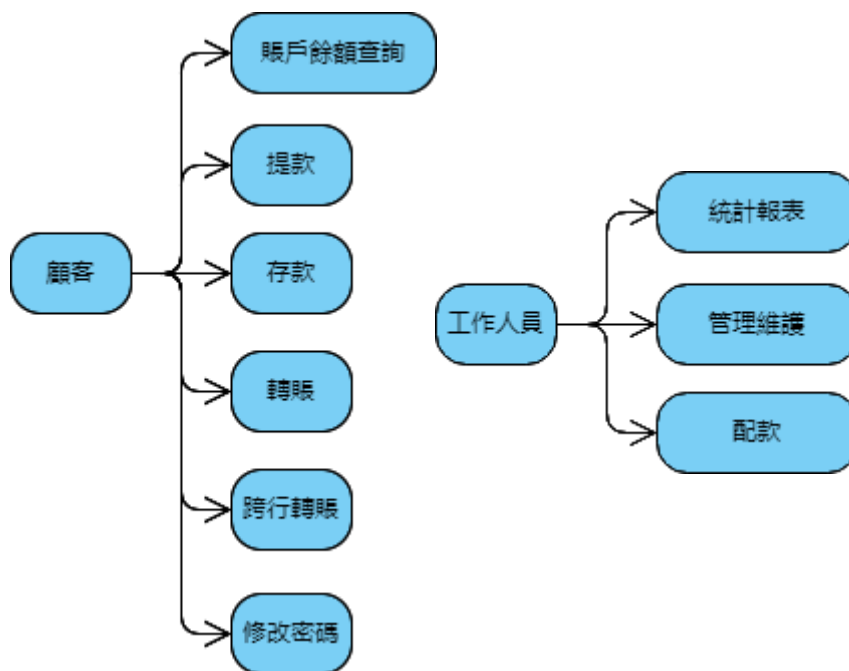 顧客
賬戶餘額查詢
提款
存款
轉賬
跨行轉賬
修改密碼
工作人員
統計報表
管理維護
配款